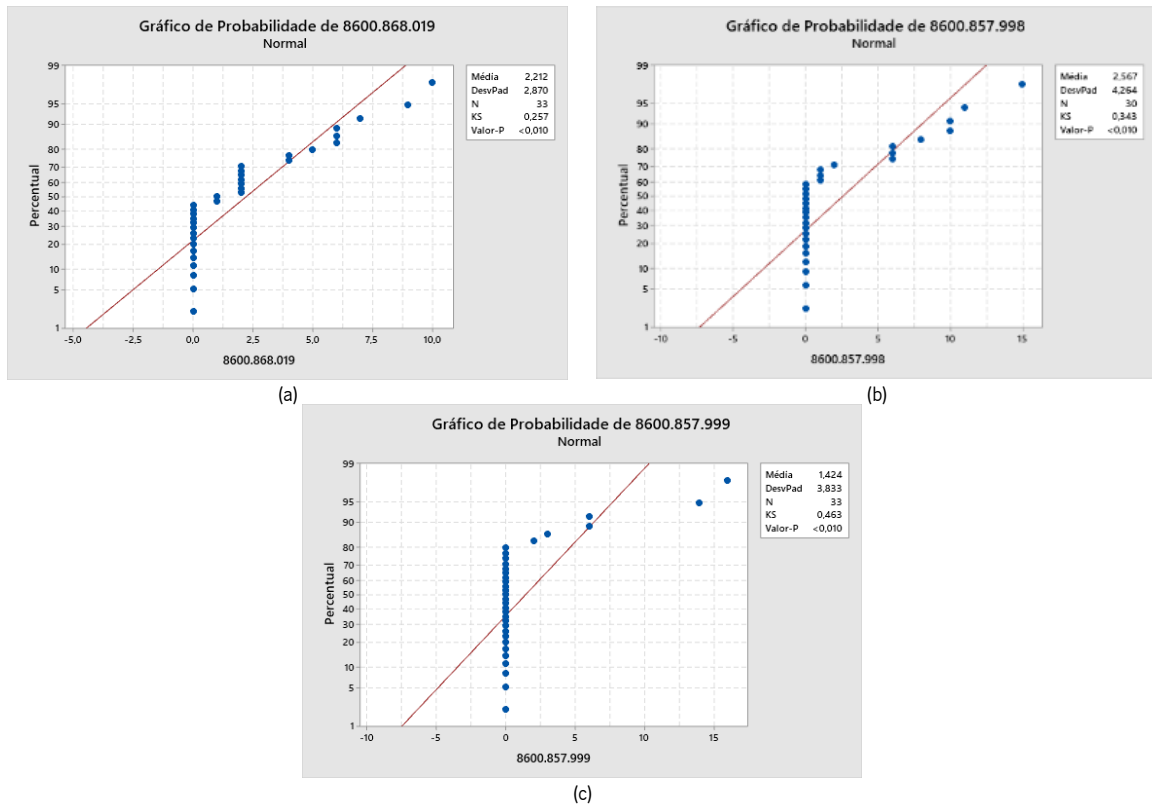 Gráfico de Probabilidade de 8600.868.019
Normal
99
95
90
80
70
60
50
40
30
20
10
5
1
Percentual
-5,0 -2,5 0,0 2,5 5,0 7,5 10,0
8600.868.019
Média 2,212
DesvPad 2,870
N 33
KS 0,257
Valor-P <0,010
(a)
Gráfico de Probabilidade de 8600.857.998
Normal
99
95
90
80
70
60
50
40
30
20
10
5
1
Percentual
-10 -5 0 5 10 15
8600.857.998
Média 2,567
DesvPad 4,264
N 30
KS 0,343
Valor-P <0,010
(b)
Gráfico de Probabilidade de 8600.857.999
Normal
99
95
90
80
70
60
50
40
30
20
10
5
1
Percentual
-10 -5 0 5 10 15
8600.857.999
Média 1,424
DesvPad 3,833
N 33
KS 0,463
Valor-P <0,010
(c)